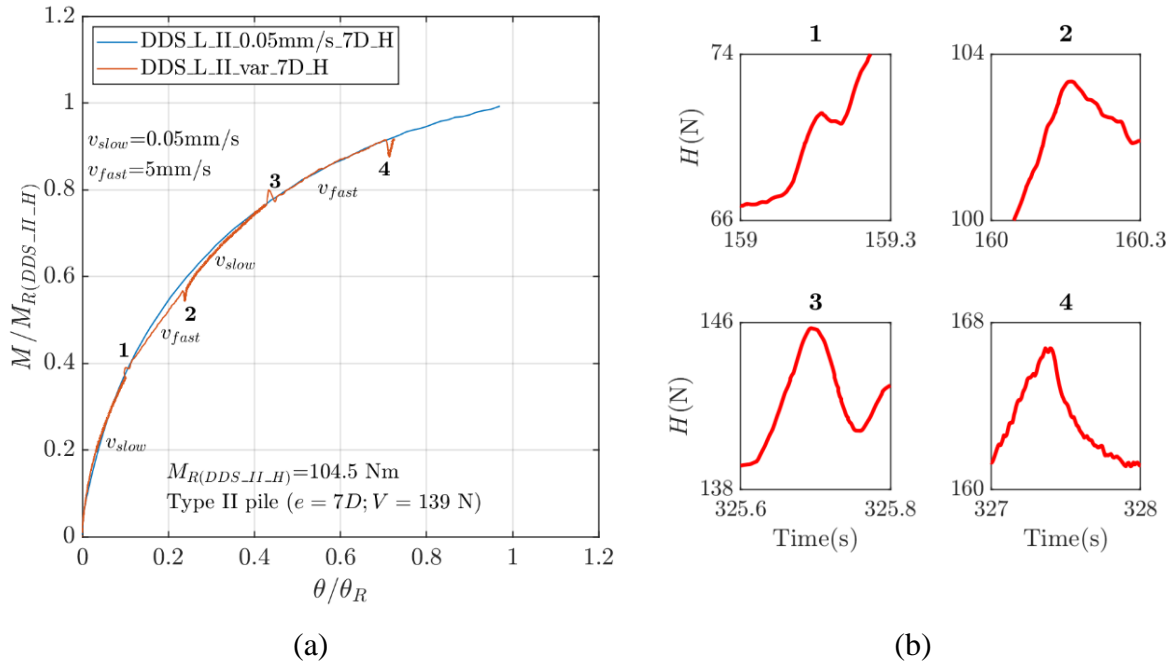 1.2
DDS_L_II_0.05mm/s_7D_H
DDS_L_II_var_7D_H
1
v_slow=0.05mm/s
v_fast=5mm/s
0.8
3
v_fast
4
M/M_R(DDS_II_H)
0.6
v_slow
2
v_fast
0.4
1
0.2
v_slow
M_R(DDS_II_H)=104.5 Nm
Type II pile (e = 7D; V = 139 N)
0
0 0.2 0.4 0.6 0.8 1 1.2
θ/θ_R
(a)
1
74
H(N)
66
159 159.3
2
104
100
160 160.3
3
146
H(N)
138
325.6 325.8
Time(s)
4
168
160
327 328
Time(s)
(b)